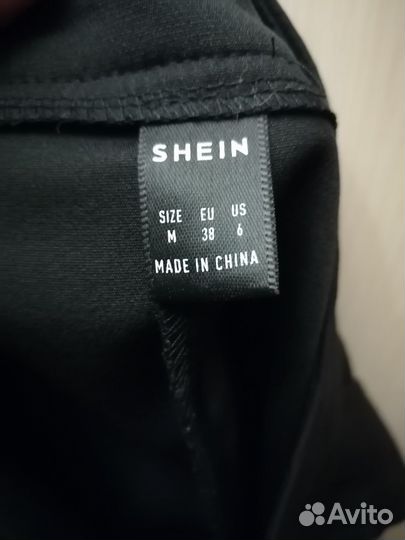 SHEIN
SIZE EU US
M 38 6
MADE IN CHINA
Avito